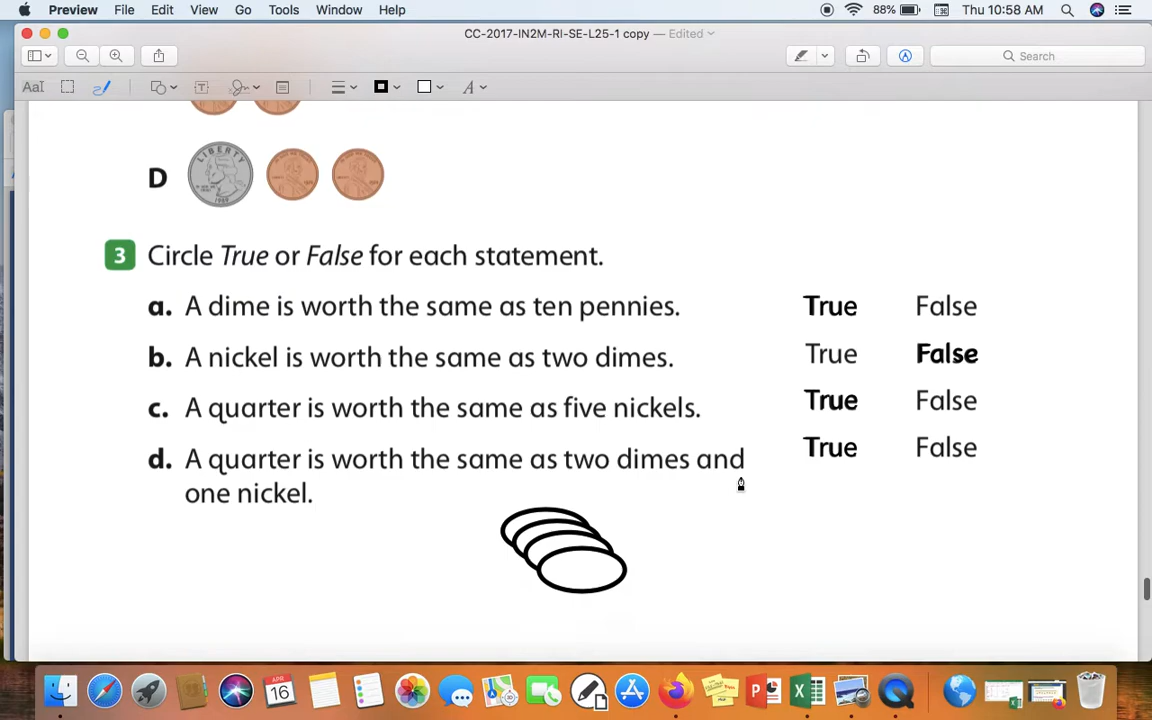 Preview File Edit View Go Tools Window Help 88% Thu 10:58 AM
CC-2017-IN2M-RI-SE-L25-1 copy — Edited
Search
AaI A
D LIBERTY
3 Circle True or False for each statement.
a. A dime is worth the same as ten pennies. True False
b. A nickel is worth the same as two dimes. True False
c. A quarter is worth the same as five nickels. True False
d. A quarter is worth the same as two dimes and True False
one nickel.
APR
16